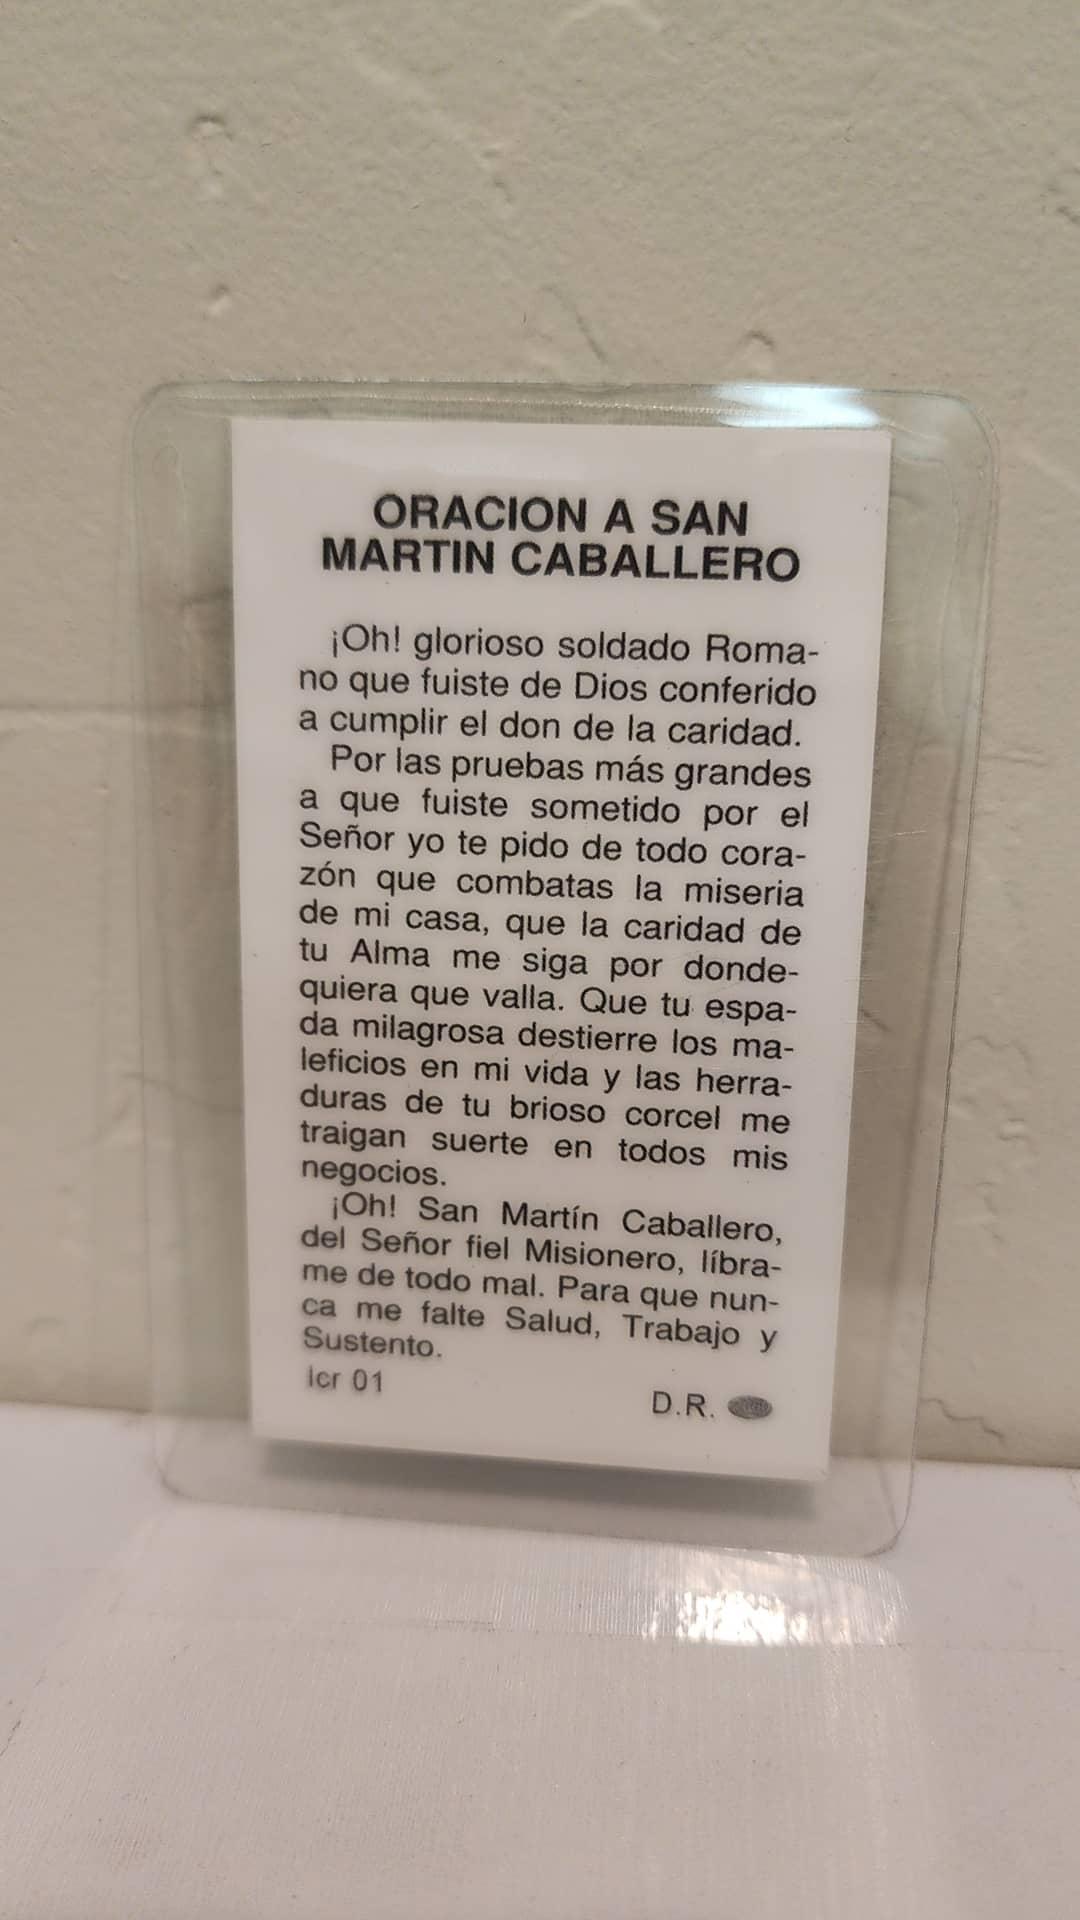 ORACION A SAN
MARTIN CABALLERO
¡Oh! glorioso soldado Roma-
no que fuiste de Dios conferido
a cumplir el don de la caridad.
Por las pruebas más grandes
a que fuiste sometido por el
Señor yo te pido de todo cora-
zón que combatas la miseria
de mi casa, que la caridad de
tu Alma me siga por donde-
quiera que valla. Que tu espa-
da milagrosa destierre los ma-
leficios en mi vida y las herra-
duras de tu brioso corcel me
traigan suerte en todos mis
negocios.
¡Oh! San Martín Caballero,
del Señor fiel Misionero, líbra-
me de todo mal. Para que nun-
ca me falte Salud, Trabajo y
Sustento.
lcr 01
D.R.